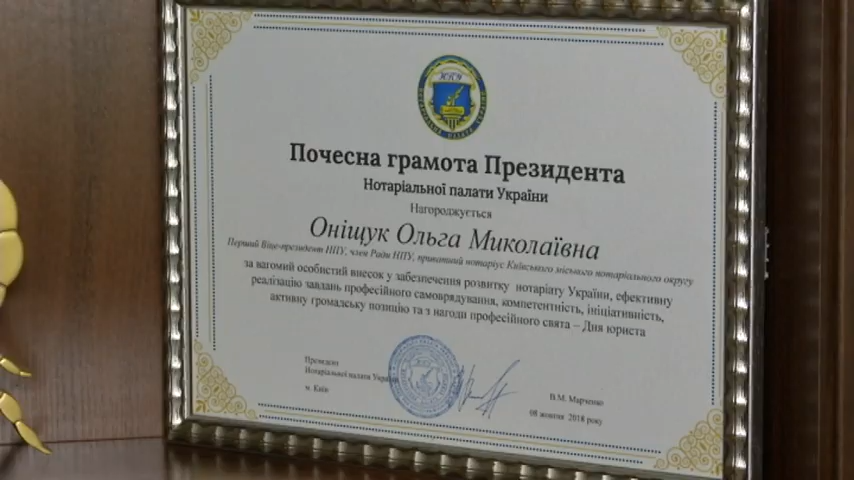 НПУ
Почесна грамота Президента
Нотаріальної палати України
Нагороджується
Оніщук Ольга Миколаївна
Перший Віце-президент НПУ, член Ради НПУ, приватний нотаріус Київського міського нотаріального округу
за вагомий особистий внесок у забезпечення розвитку нотаріату України, ефективну
реалізацію завдань професійного самоврядування, компетентність, ініціативність,
активну громадську позицію та з нагоди професійного свята – Дня юриста
Президент
Нотаріальної палати України
м. Київ
В.М. Марченко
08 жовтня 2018 року